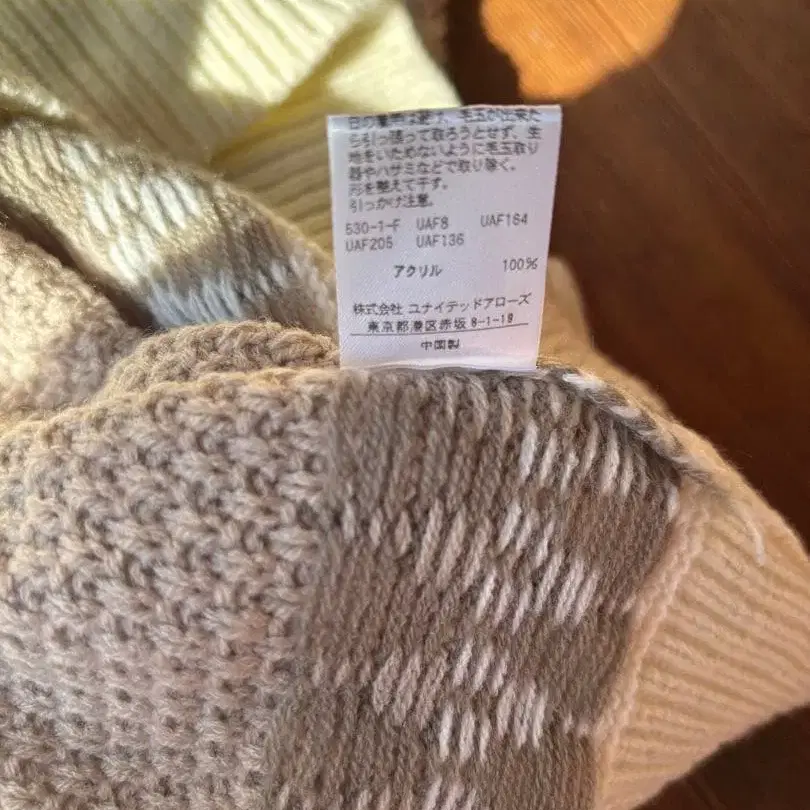 日の着用は避け、毛玉が出来た
ら引っ張って取ろうとせず、生
地をいためないように毛玉取り
器やハサミなどで取り除く。
形を整えて干す。
引っかけ注意。
530-1-F UAF8 UAF164
UAF205 UAF136
アクリル 100%
株式会社 ユナイテッドアローズ
東京都港区赤坂 8-1-19
中国製